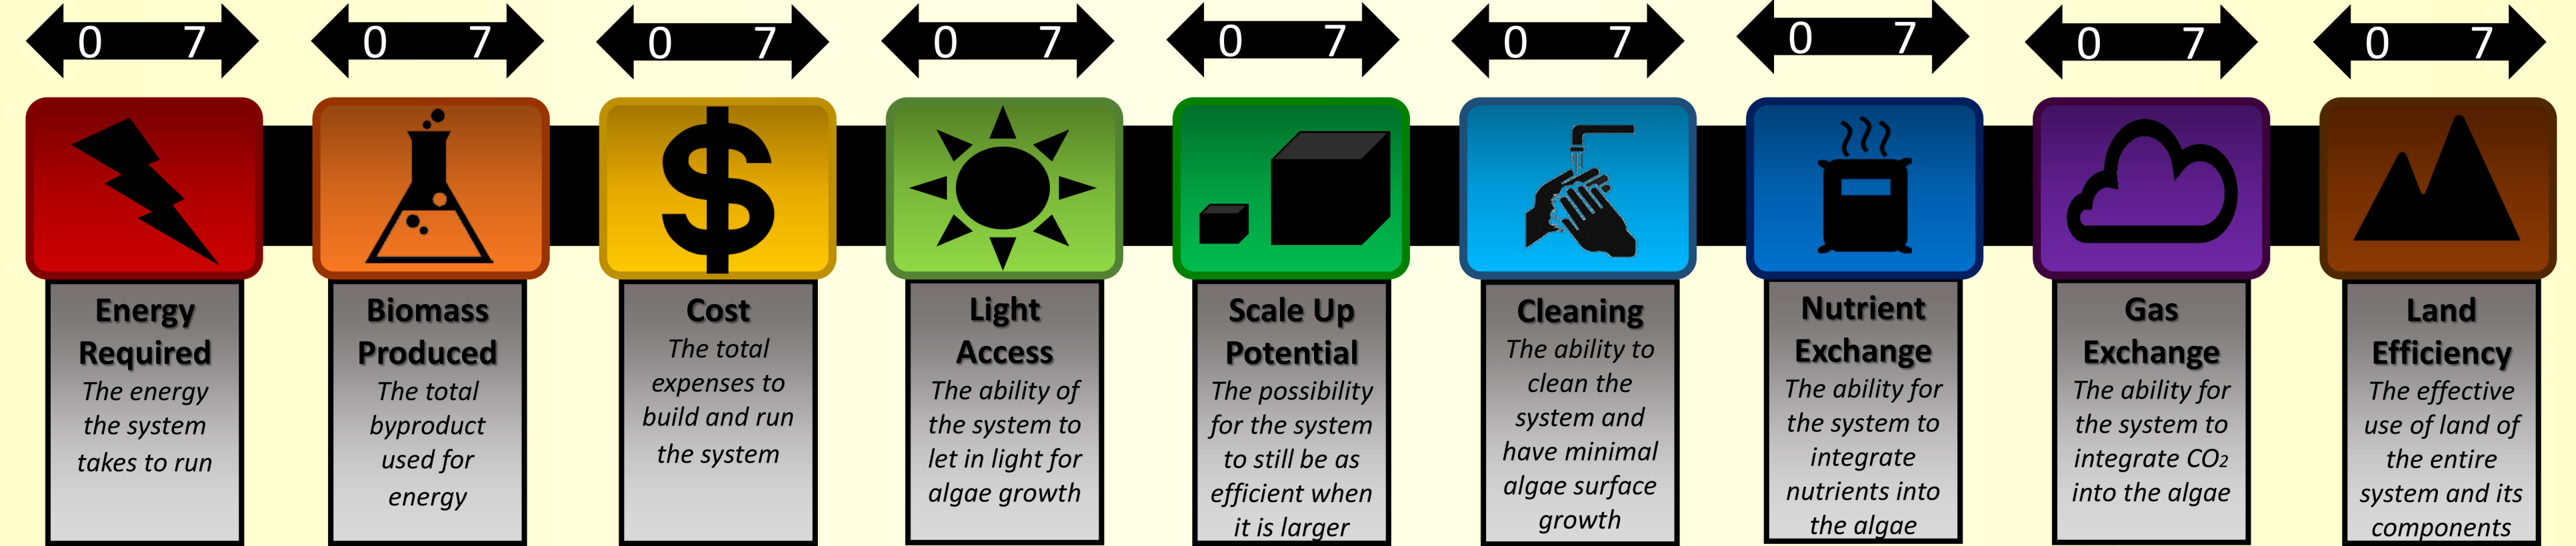 0 7
0 7
0 7
0 7
0 7
0 7
0 7
0 7
0 7
Energy
Required
The energy
the system
takes to run
Biomass
Produced
The total
byproduct
used for
energy
Cost
The total
expenses to
build and run
the system
Light
Access
The ability of
the system to
let in light for
algae growth
Scale Up
Potential
The possibility
for the system
to still be as
efficient when
it is larger
Cleaning
The ability to
clean the
system and
have minimal
algae surface
growth
Nutrient
Exchange
The ability for
the system to
integrate
nutrients into
the algae
Gas
Exchange
The ability for
the system to
integrate CO₂
into the algae
Land
Efficiency
The effective
use of land of
the entire
system and its
components